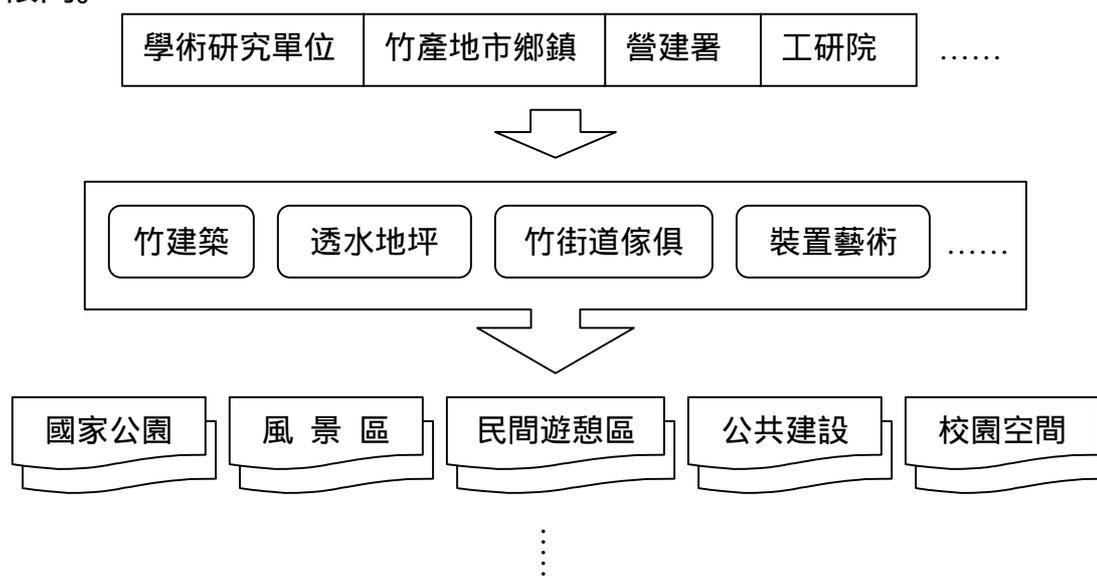 學術研究單位 竹產地市鄉鎮 營建署 工研院 ……
竹建築 透水地坪 竹街道傢俱 裝置藝術 ……
國家公園 風 景 區 民間遊憩區 公共建設 校園空間
……